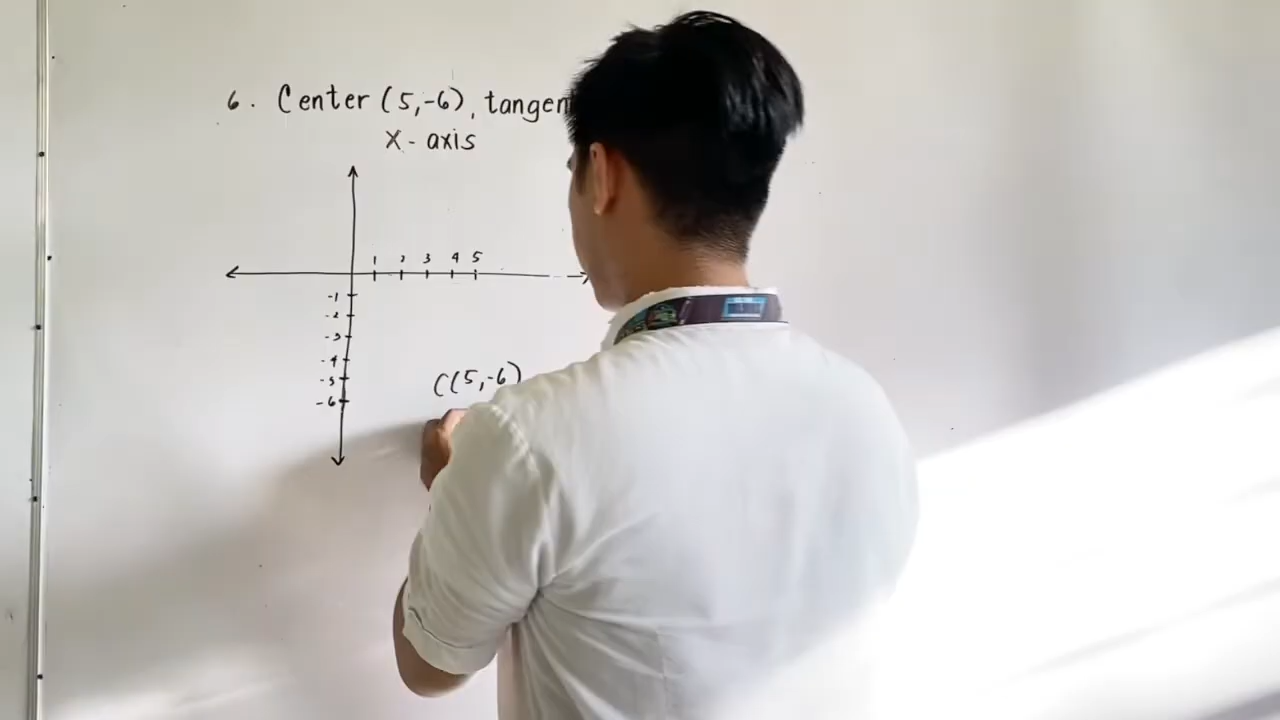 6. Center (5,-6), tangen
X-axis
1 2 3 4 5
-1
-2
-3
-4
-5
C(5,-6)
-6